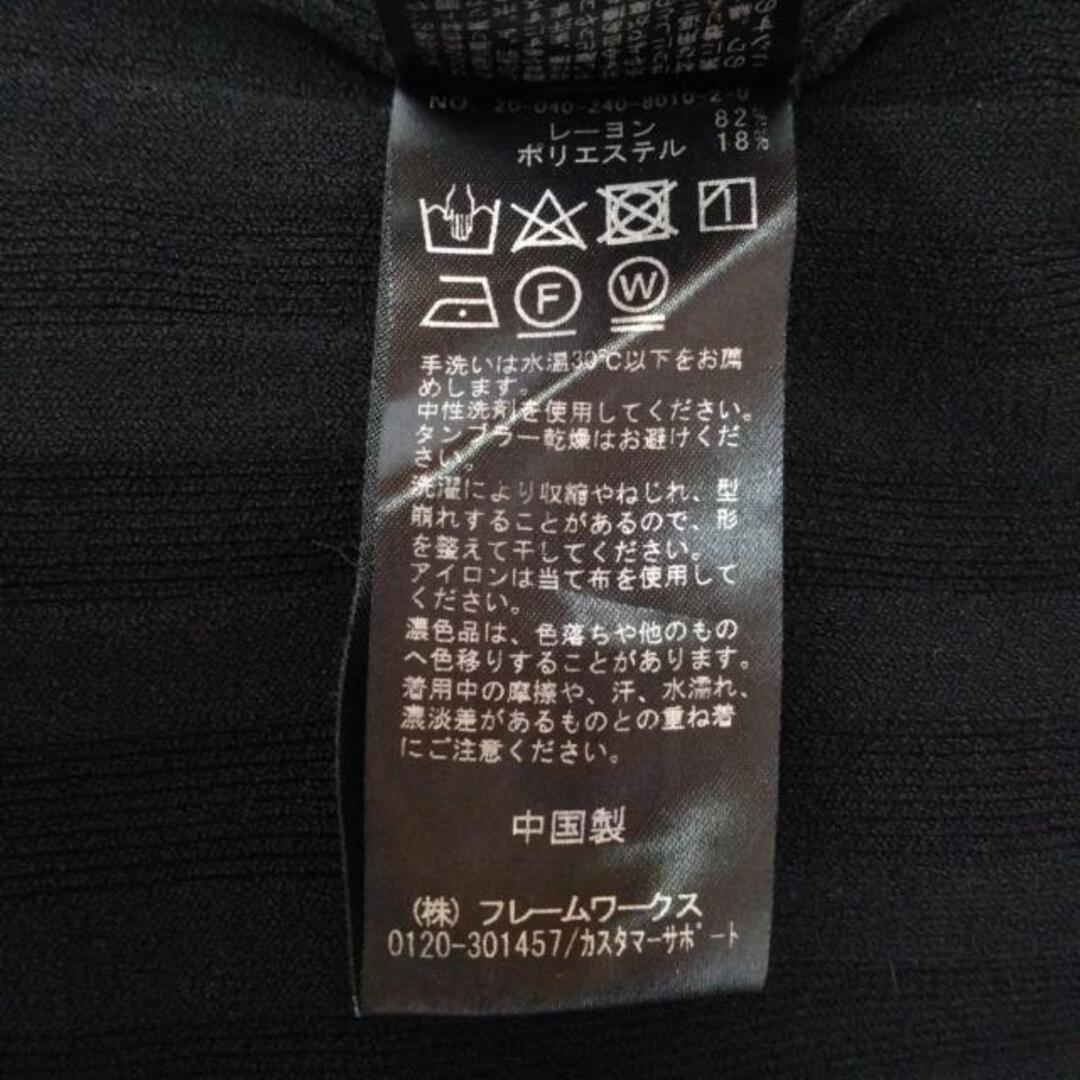 NO. 20-040-240-8010-2-0
レーヨン 82%
ポリエステル 18%
F W
手洗いは水温30℃以下をお薦
めします。
中性洗剤を使用してください。
タンブラー乾燥はお避けくだ
さい。
洗濯により収縮やねじれ、型
崩れすることがあるので、形
を整えて干してください。
アイロンは当て布を使用して
ください。
濃色品は、色落ちや他のもの
へ色移りすることがあります。
着用中の摩擦や、汗、水濡れ、
濃淡差があるものとの重ね着
にご注意ください。
中国製
(株) フレームワークス
0120-301457/カスタマーサポート